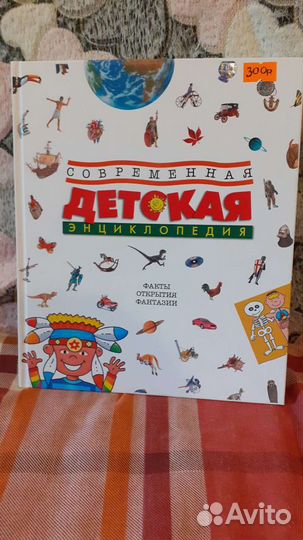 300р
СОВРЕМЕННАЯ
ДЕТСКАЯ
ЭНЦИКЛОПЕДИЯ
ФАКТЫ
ОТКРЫТИЯ
ФАНТАЗИИ
Avito